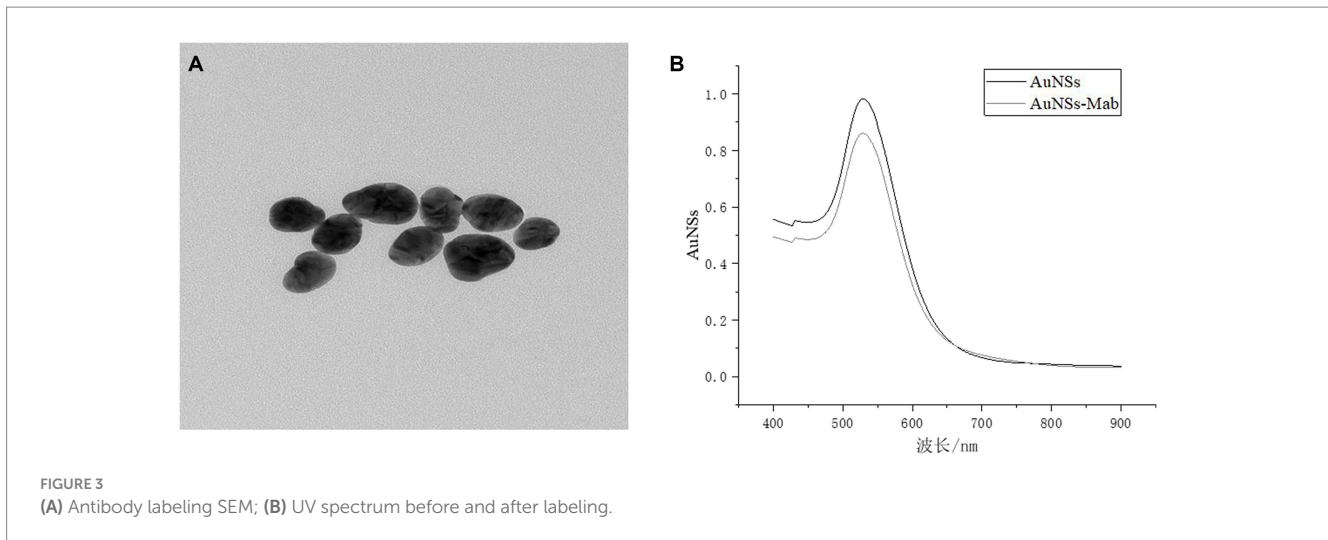 A
B
AuNSs
AuNSs-Mab
1.0
0.8
0.6
0.4
0.2
0.0
AuNSs
400 500 600 700 800 900
波长/nm
FIGURE 3
(A) Antibody labeling SEM; (B) UV spectrum before and after labeling.